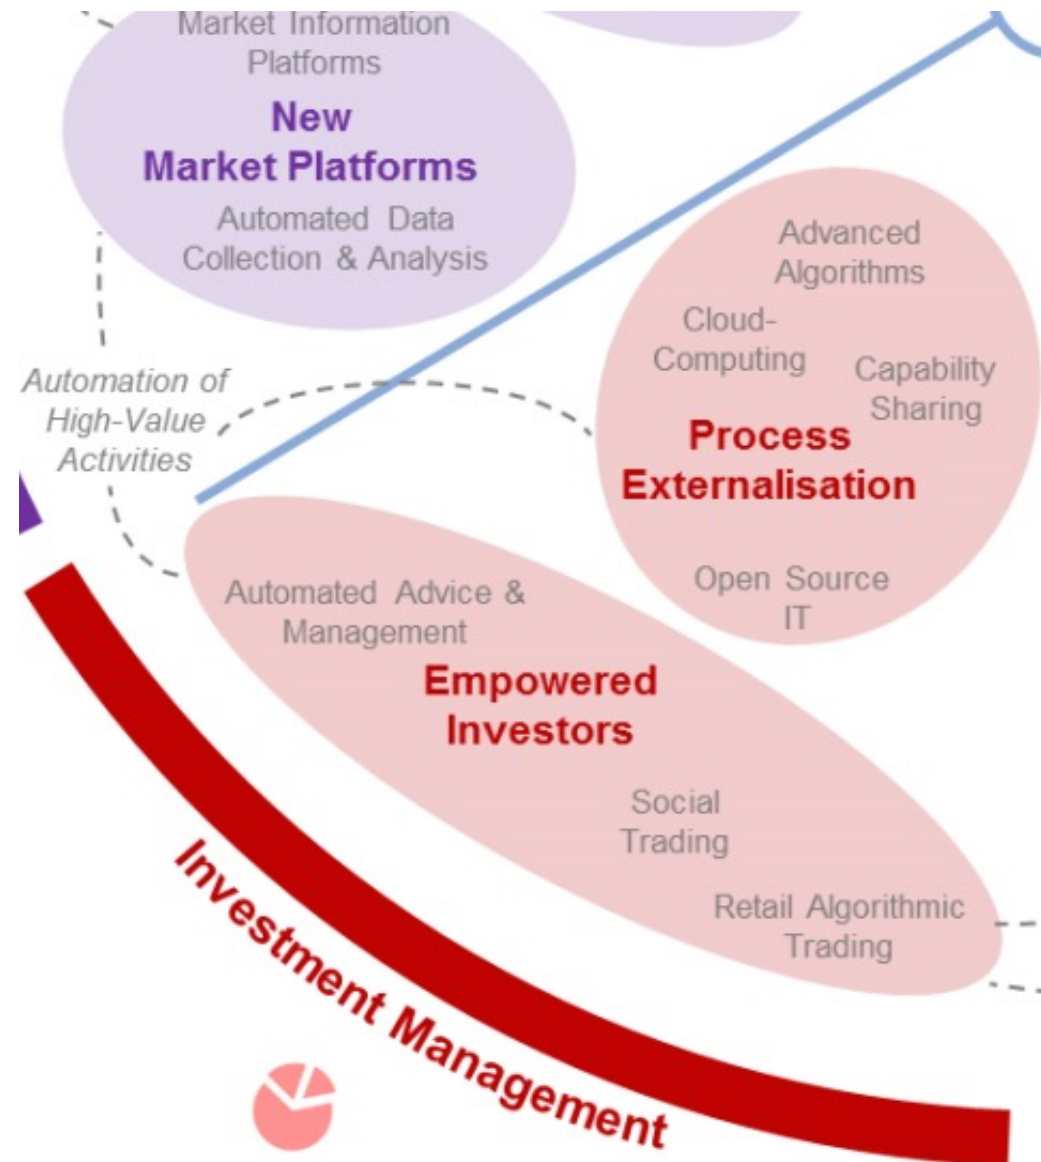 Market Information
Platforms
New
Market Platforms
Automated Data
Collection & Analysis
Advanced
Algorithms
Cloud-
Computing
Capability
Sharing
Process
Externalisation
Open Source
IT
Automation of
High-Value
Activities
Automated Advice &
Management
Empowered
Investors
Social
Trading
Retail Algorithmic
Trading
Investment Management